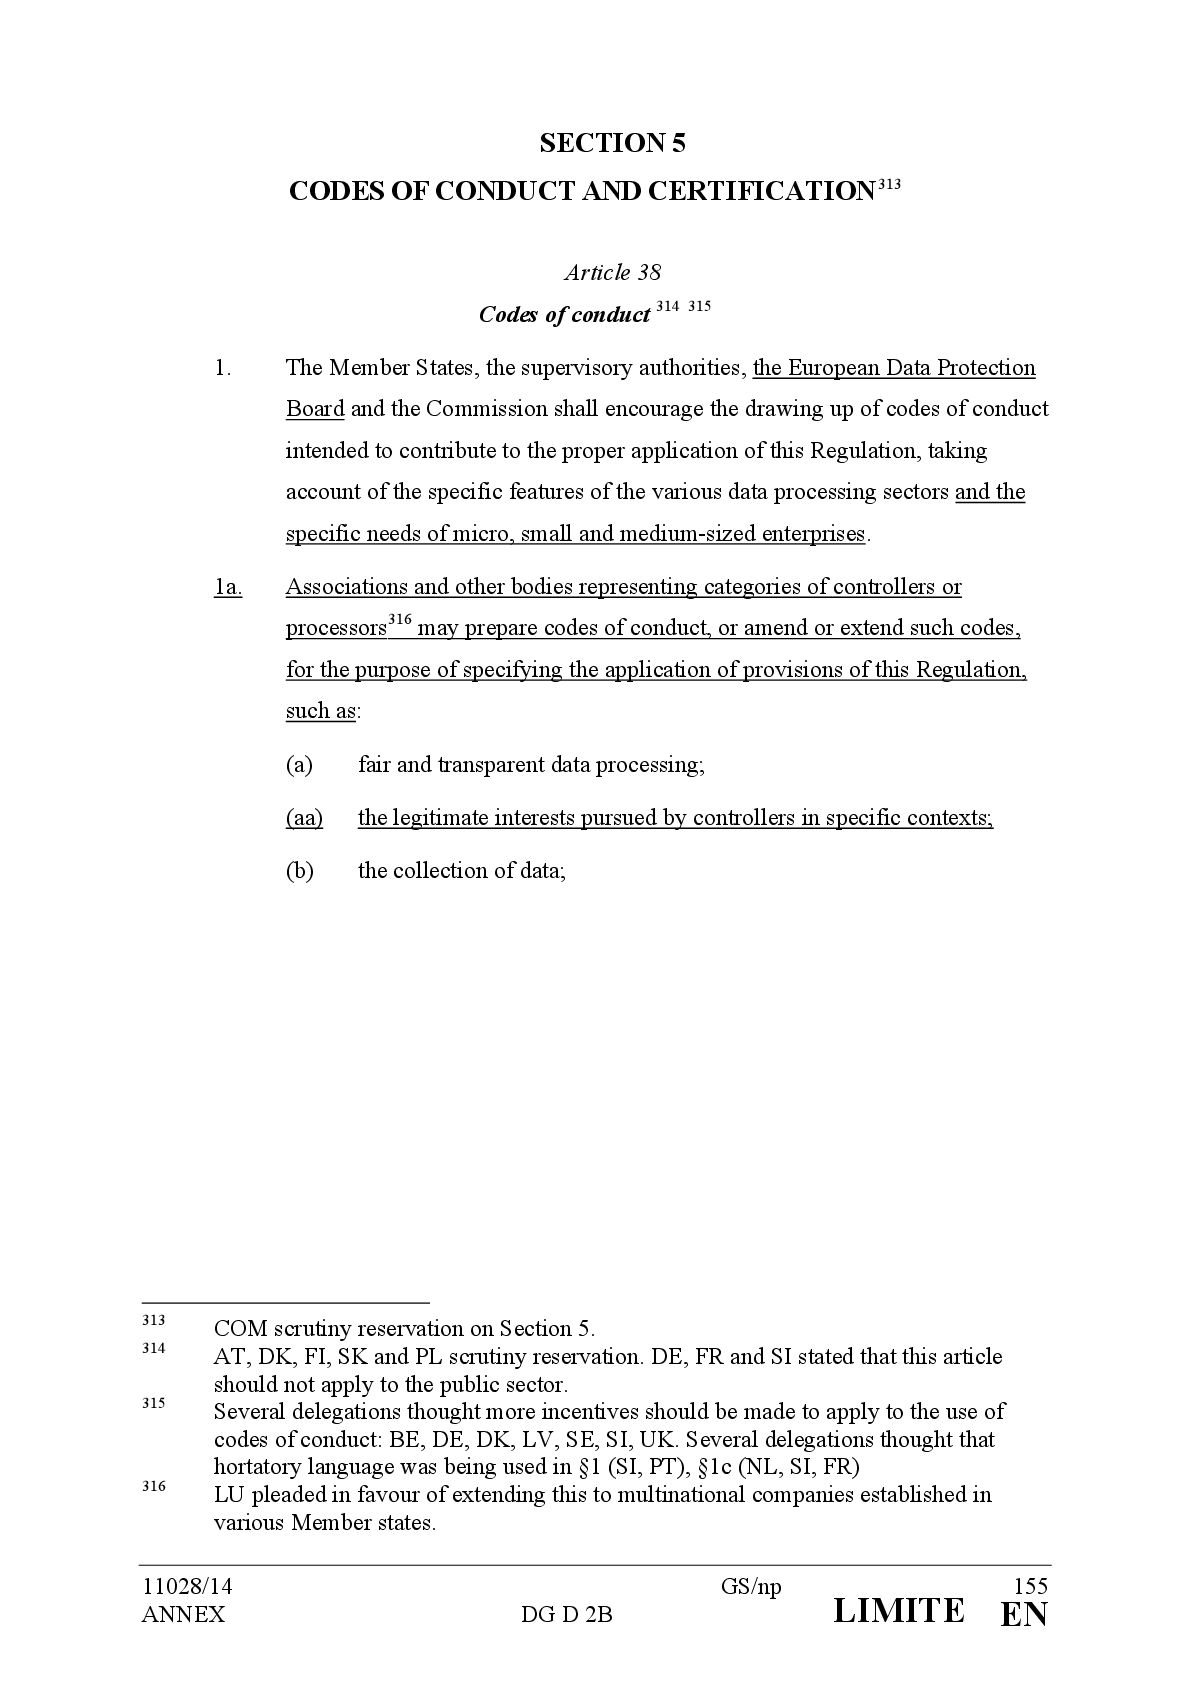 SECTION 5
CODES OF CONDUCT AND CERTIFICATION313
Article 38
Codes of conduct 314 315
1. The Member States, the supervisory authorities, the European Data Protection
Board and the Commission shall encourage the drawing up of codes of conduct
intended to contribute to the proper application of this Regulation, taking
account of the specific features of the various data processing sectors and the
specific needs of micro, small and medium-sized enterprises.
1a. Associations and other bodies representing categories of controllers or
processors316 may prepare codes of conduct, or amend or extend such codes,
for the purpose of specifying the application of provisions of this Regulation,
such as:
(a) fair and transparent data processing;
(aa) the legitimate interests pursued by controllers in specific contexts;
(b) the collection of data;
313 COM scrutiny reservation on Section 5.
314 AT, DK, FI, SK and PL scrutiny reservation. DE, FR and SI stated that this article
should not apply to the public sector.
315 Several delegations thought more incentives should be made to apply to the use of
codes of conduct: BE, DE, DK, LV, SE, SI, UK. Several delegations thought that
hortatory language was being used in §1 (SI, PT), §1c (NL, SI, FR)
316 LU pleaded in favour of extending this to multinational companies established in
various Member states.
11028/14 GS/np 155
ANNEX DG D 2B LIMITE EN